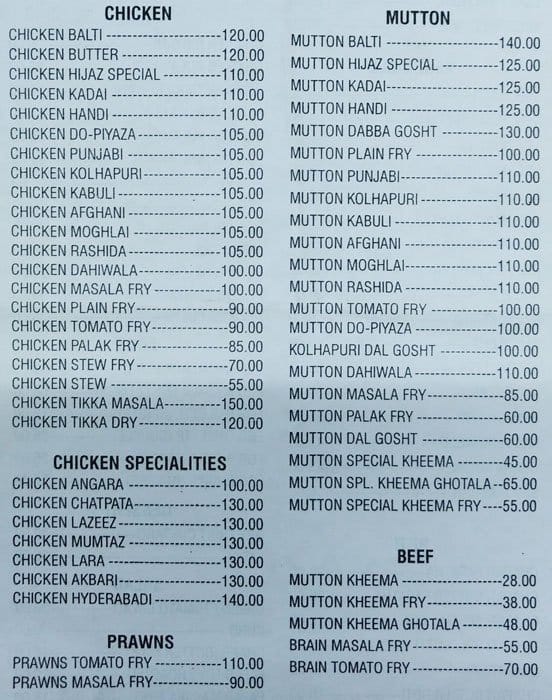 CHICKEN
CHICKEN BALTI ----------------------120.00
CHICKEN BUTTER --------------------120.00
CHICKEN HIJAZ SPECIAL ------------110.00
CHICKEN KADAI ----------------------110.00
CHICKEN HANDI ----------------------110.00
CHICKEN DO-PIYAZA-----------------105.00
CHICKEN PUNJABI -------------------105.00
CHICKEN KOLHAPURI----------------105.00
CHICKEN KABULI ---------------------105.00
CHICKEN AFGHANI -------------------105.00
CHICKEN MOGHLAI ------------------105.00
CHICKEN RASHIDA -------------------105.00
CHICKEN DAHIWALA-----------------100.00
CHICKEN MASALA FRY --------------100.00
CHICKEN PLAIN FRY------------------90.00
CHICKEN TOMATO FRY---------------90.00
CHICKEN PALAK FRY -----------------85.00
CHICKEN STEW FRY ------------------70.00
CHICKEN STEW -----------------------55.00
CHICKEN TIKKA MASALA------------150.00
CHICKEN TIKKA DRY-----------------120.00
CHICKEN SPECIALITIES
CHICKEN ANGARA -------------------100.00
CHICKEN CHATPATA-----------------130.00
CHICKEN LAZEEZ--------------------130.00
CHICKEN MUMTAZ ------------------130.00
CHICKEN LARA ----------------------130.00
CHICKEN AKBARI--------------------130.00
CHICKEN HYDERABADI -------------140.00
PRAWNS
PRAWNS TOMATO FRY -------------110.00
PRAWNS MASALA FRY---------------90.00
MUTTON
MUTTON BALTI ----------------------140.00
MUTTON HIJAZ SPECIAL ------------125.00
MUTTON KADAI----------------------125.00
MUTTON HANDI ---------------------125.00
MUTTON DABBA GOSHT ------------130.00
MUTTON PLAIN FRY ----------------100.00
MUTTON PUNJABI-------------------110.00
MUTTON KOLHAPURI ---------------110.00
MUTTON KABULI --------------------110.00
MUTTON AFGHANI ------------------110.00
MUTTON MOGHLAI------------------110.00
MUTTON RASHIDA ------------------110.00
MUTTON TOMATO FRY -------------100.00
MUTTON DO-PIYAZA----------------100.00
KOLHAPURI DAL GOSHT -----------100.00
MUTTON DAHIWALA ----------------110.00
MUTTON MASALA FRY---------------85.00
MUTTON PALAK FRY ----------------60.00
MUTTON DAL GOSHT ----------------60.00
MUTTON SPECIAL KHEEMA ---------45.00
MUTTON SPL. KHEEMA GHOTALA --65.00
MUTTON SPECIAL KHEEMA FRY----55.00
BEEF
MUTTON KHEEMA -------------------28.00
MUTTON KHEEMA FRY--------------38.00
MUTTON KHEEMA GHOTALA -------48.00
BRAIN MASALA FRY ----------------55.00
BRAIN TOMATO FRY ----------------70.00